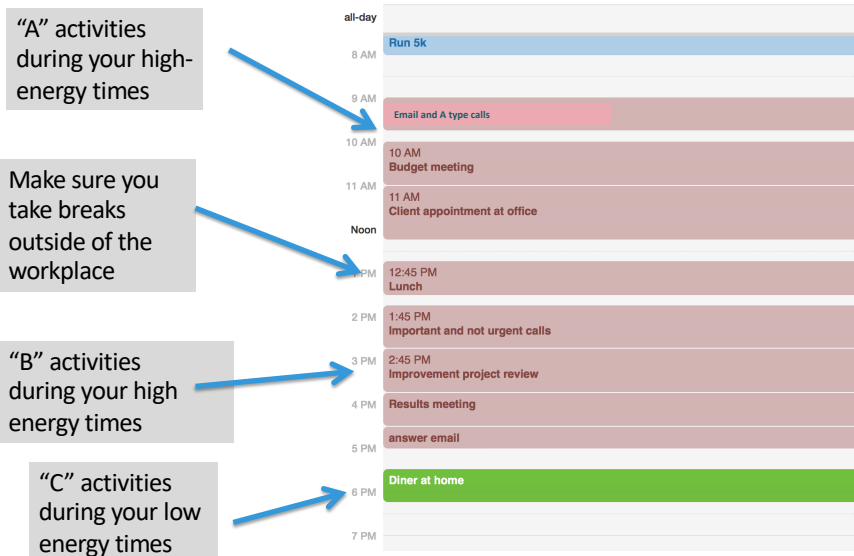 "A" activities
during your high-
energy times
Make sure you
take breaks
outside of the
workplace
"B" activities
during your high
energy times
"C" activities
during your low
energy times
all-day
Run 5k
8 AM
9 AM
Email and A type calls
10 AM
10 AM
Budget meeting
11 AM
11 AM
Client appointment at office
Noon
PM
12:45 PM
Lunch
2 PM
1:45 PM
Important and not urgent calls
3 PM
2:45 PM
Improvement project review
4 PM
Results meeting
answer email
5 PM
Diner at home
6 PM
7 PM